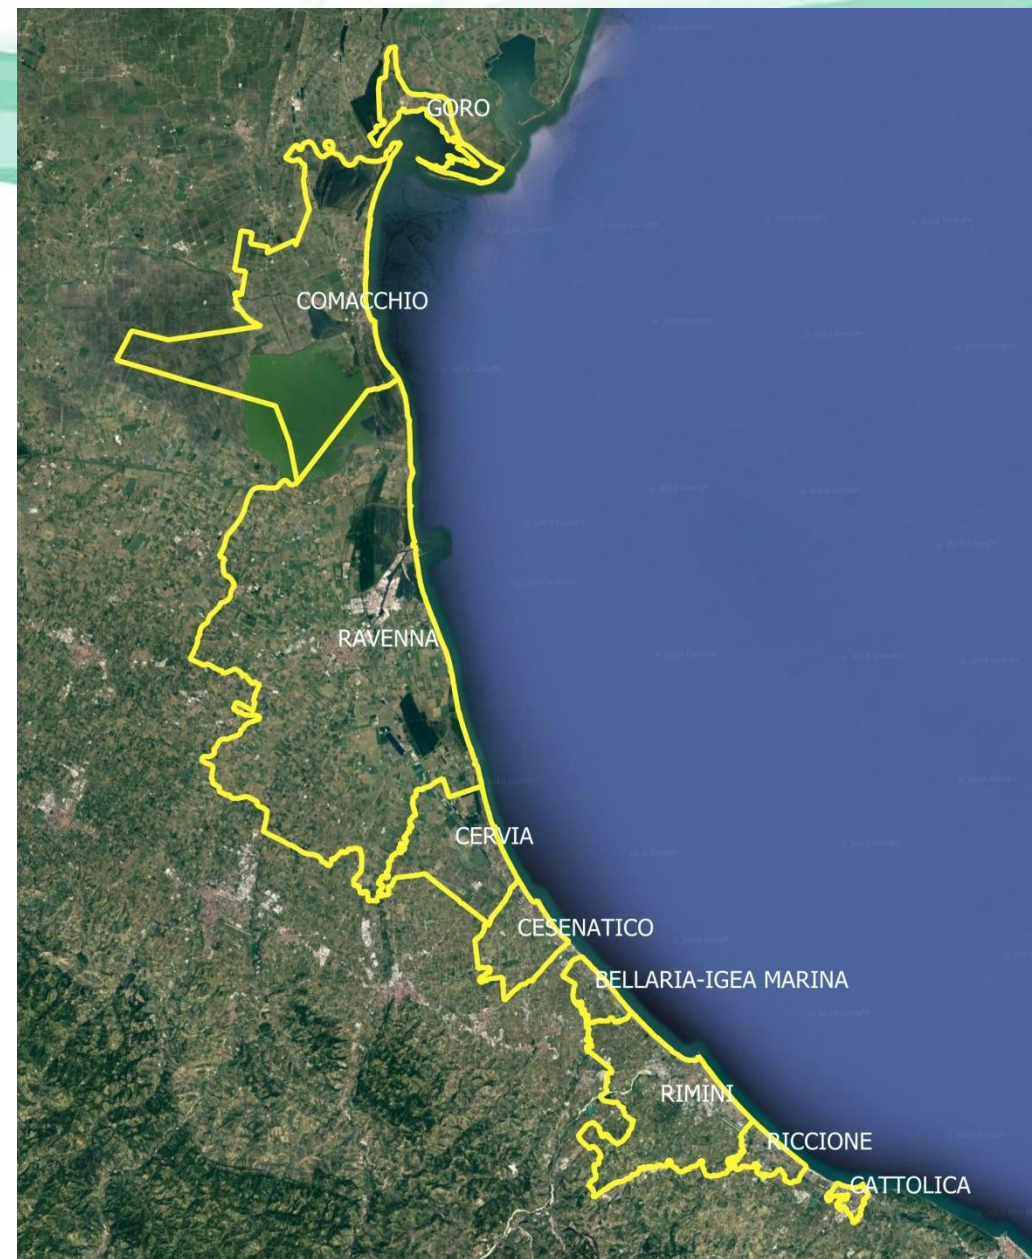 GORO
COMACCHIO
RAVENNA
CERVIA
CESENATICO
BELLARIA-IGEA MARINA
RIMINI
RICCIONE
CATTOLICA